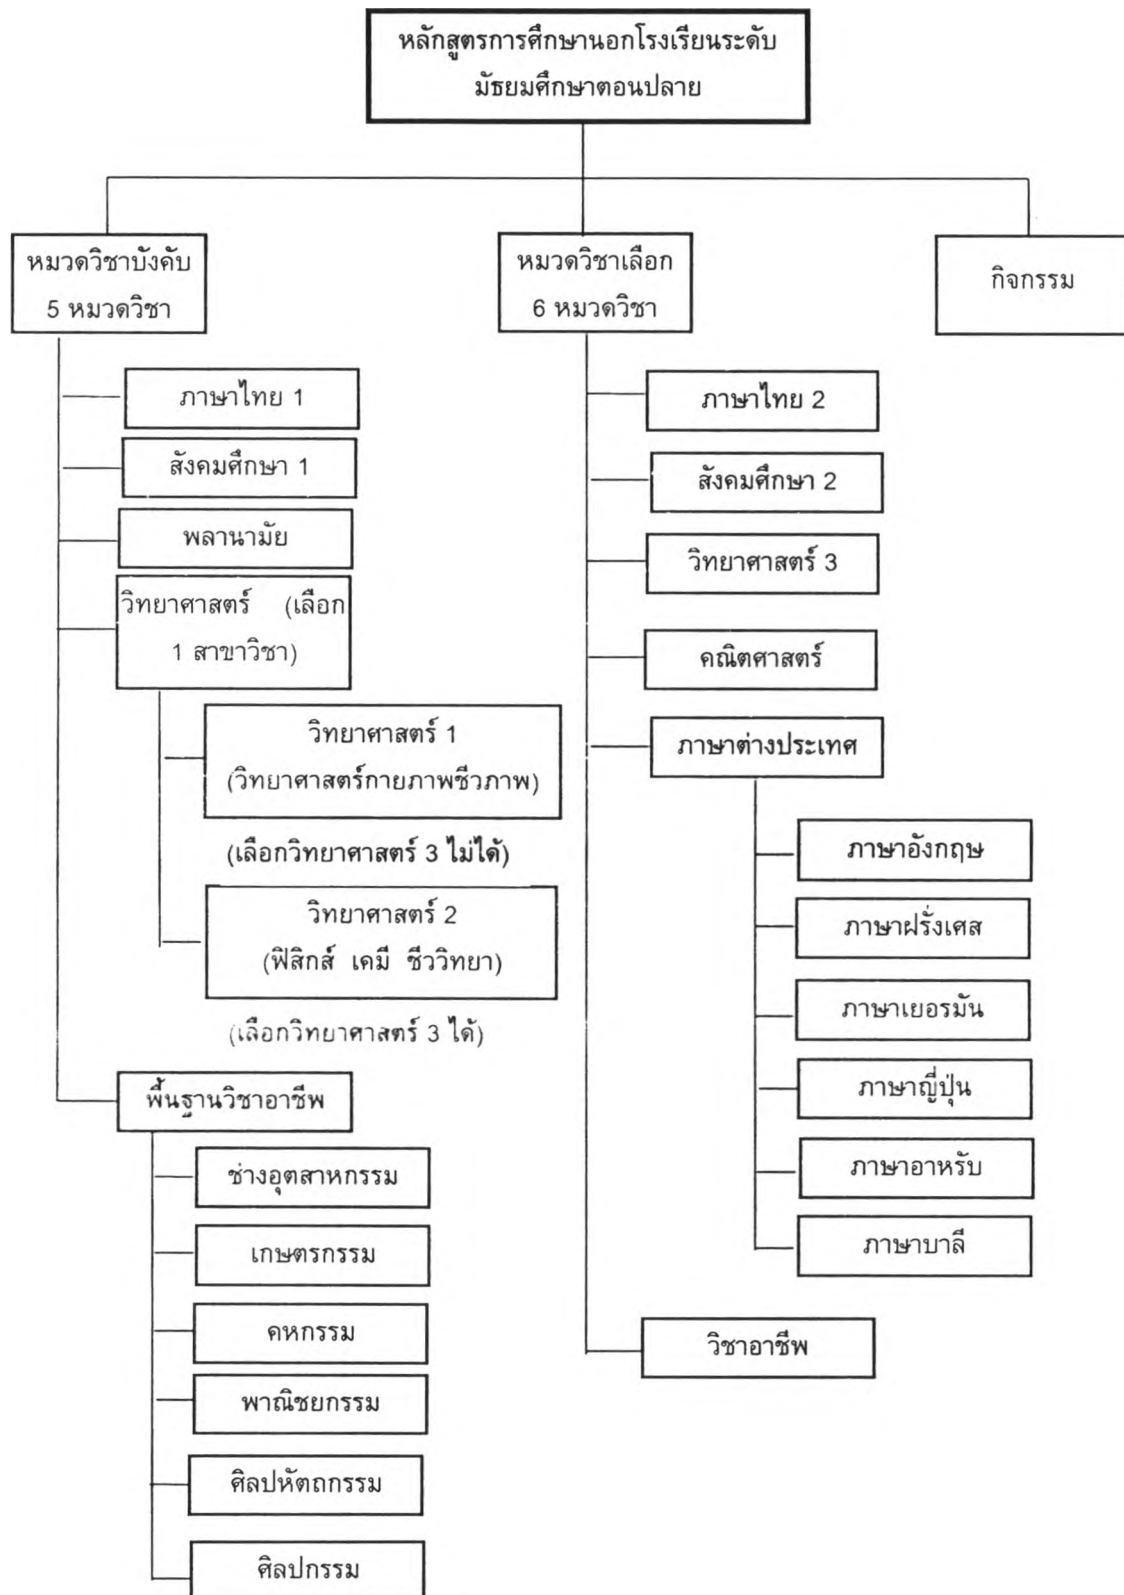 หลักสูตรการศึกษานอกโรงเรียนระดับ
มัธยมศึกษาตอนปลาย
หมวดวิชาบังคับ
5 หมวดวิชา
ภาษาไทย 1
สังคมศึกษา 1
พลานามัย
วิทยาศาสตร์ (เลือก
1 สาขาวิชา)
วิทยาศาสตร์ 1
(วิทยาศาสตร์กายภาพชีวภาพ)
(เลือกวิทยาศาสตร์ 3 ไม่ได้)
วิทยาศาสตร์ 2
(ฟิสิกส์ เคมี ชีววิทยา)
(เลือกวิทยาศาสตร์ 3 ได้)
พื้นฐานวิชาอาชีพ
ช่างอุตสาหกรรม
เกษตรกรรม
คหกรรม
พาณิชยกรรม
ศิลปหัตถกรรม
ศิลปกรรม
หมวดวิชาเลือก
6 หมวดวิชา
ภาษาไทย 2
สังคมศึกษา 2
วิทยาศาสตร์ 3
คณิตศาสตร์
ภาษาต่างประเทศ
ภาษาอังกฤษ
ภาษาฝรั่งเศส
ภาษาเยอรมัน
ภาษาญี่ปุ่น
ภาษาอาหรับ
ภาษาบาลี
วิชาอาชีพ
กิจกรรม